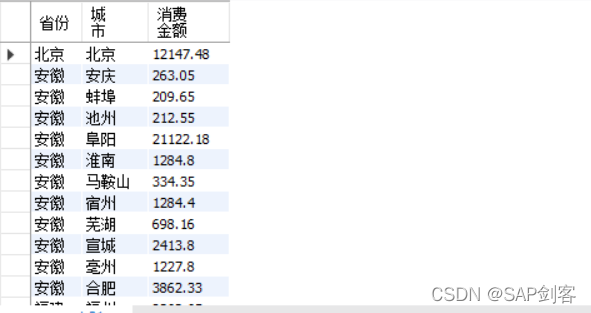 省份 城市 消费金额
北京 北京 12147.48
安徽 安庆 263.05
安徽 蚌埠 209.65
安徽 池州 212.55
安徽 阜阳 21122.18
安徽 淮南 1284.8
安徽 马鞍山 334.35
安徽 宿州 1284.4
安徽 芜湖 698.16
安徽 宣城 2413.8
安徽 亳州 1227.8
安徽 合肥 3862.33
CSDN @SAP剑客